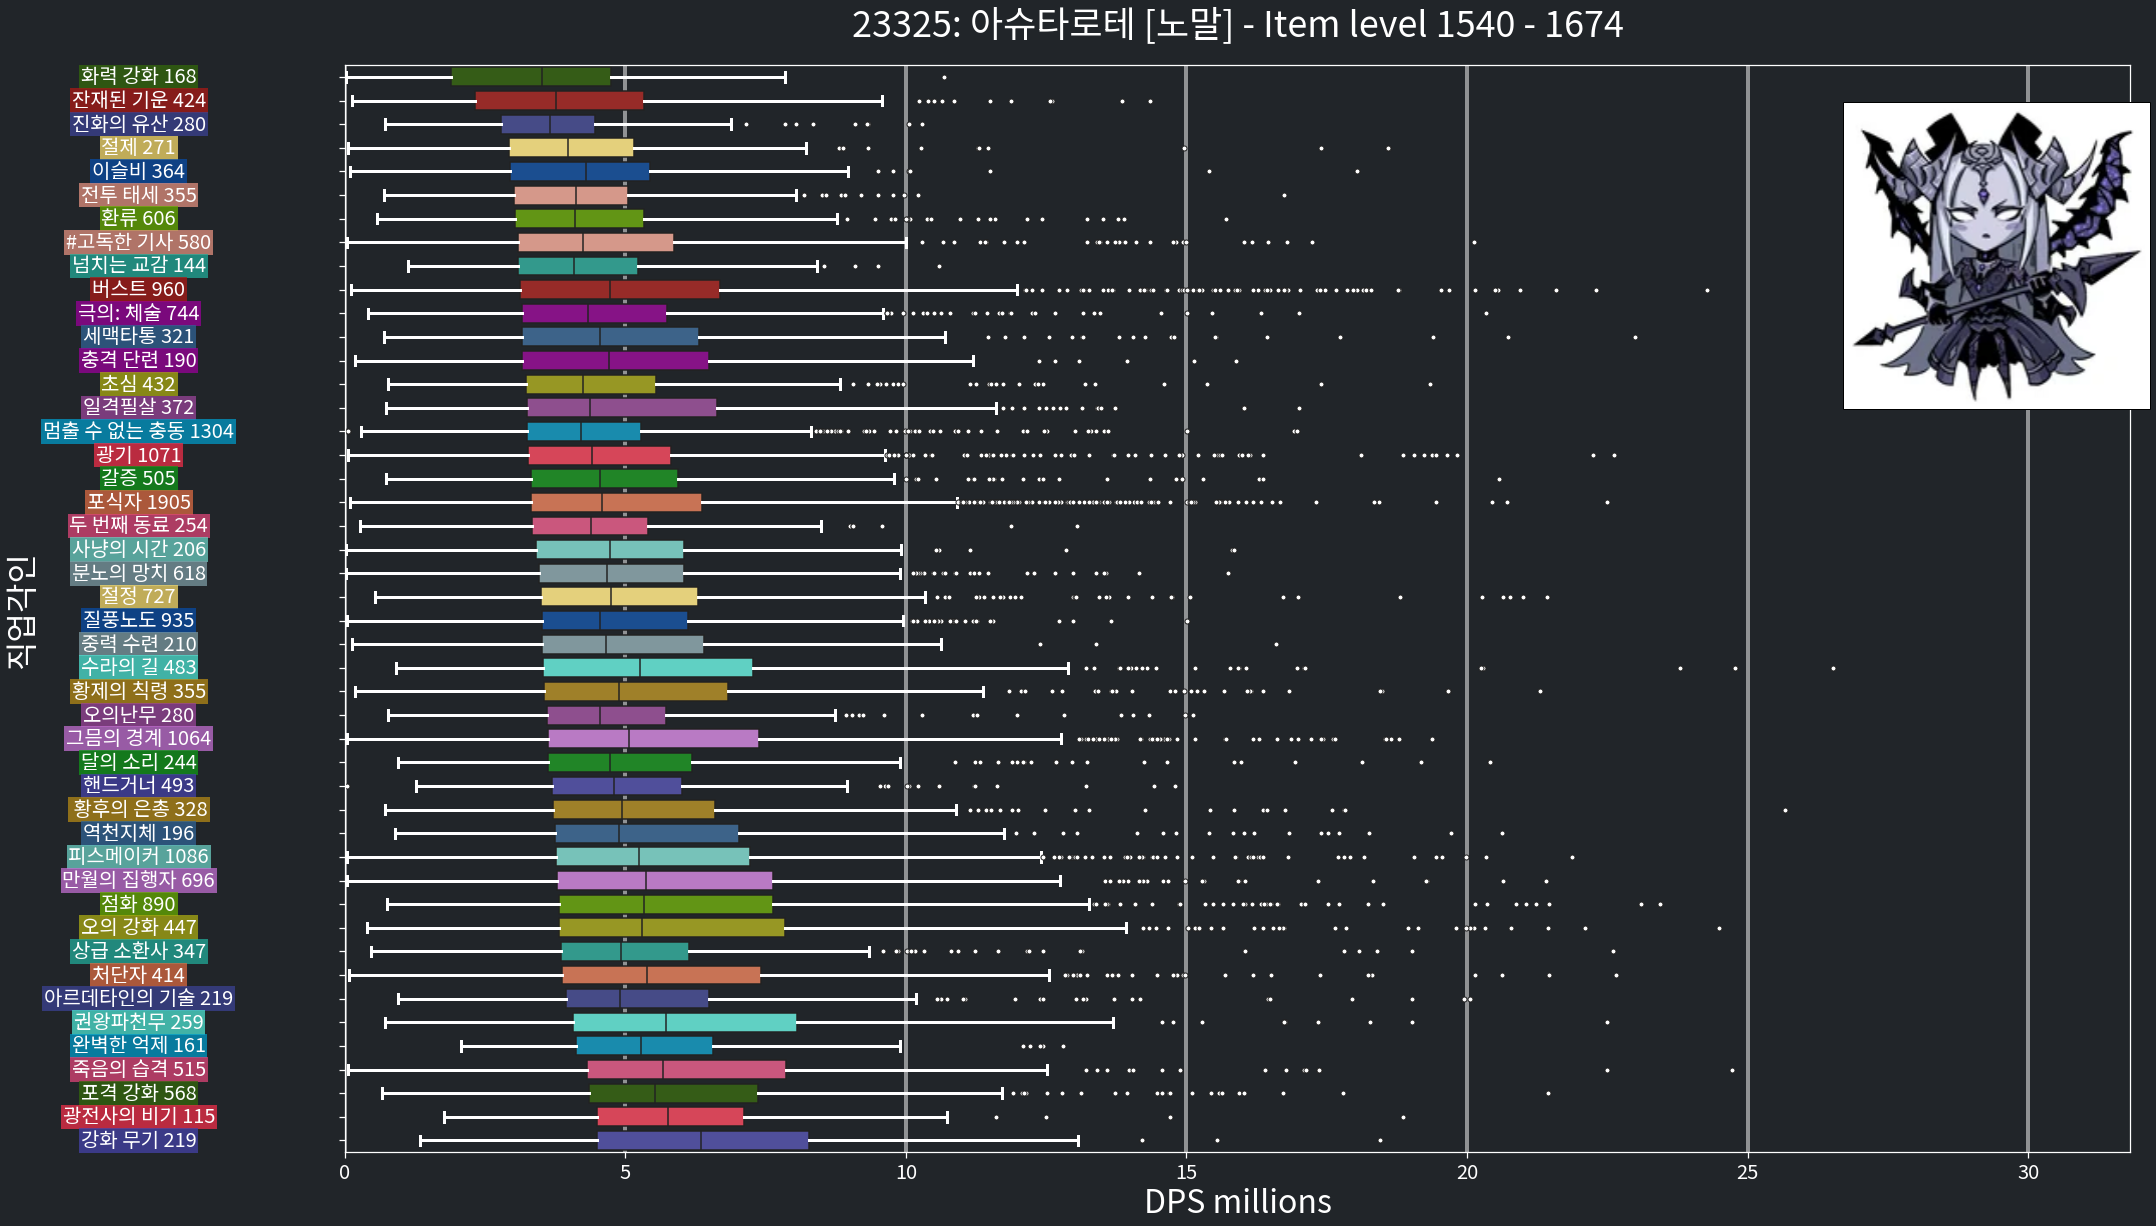 23325: 아슈타로테 [노말] - Item level 1540 - 1674
화력 강화 168
잔재된 기운 424
진화의 유산 280
절제 271
이슬비 364
전투 태세 355
환류 606
#고독한 기사 580
넘치는 교감 144
버스트 960
극의: 체술 744
세맥타통 321
충격 단련 190
초심 432
일격필살 372
멈출 수 없는 충동 1304
광기 1071
갈증 505
포식자 1905
두 번째 동료 254
사냥의 시간 206
분노의 망치 618
절정 727
질풍노도 935
중력 수련 210
수라의 길 483
황제의 칙령 355
오의난무 280
그믐의 경계 1064
달의 소리 244
핸드거너 493
황후의 은총 328
역천지체 196
피스메이커 1086
만월의 집행자 696
점화 890
오의 강화 447
상급 소환사 347
처단자 414
아르데타인의 기술 219
권왕파천무 259
완벽한 억제 161
죽음의 습격 515
포격 강화 568
광전사의 비기 115
강화 무기 219
직업각인
0 5 10 15 20 25 30
DPS millions